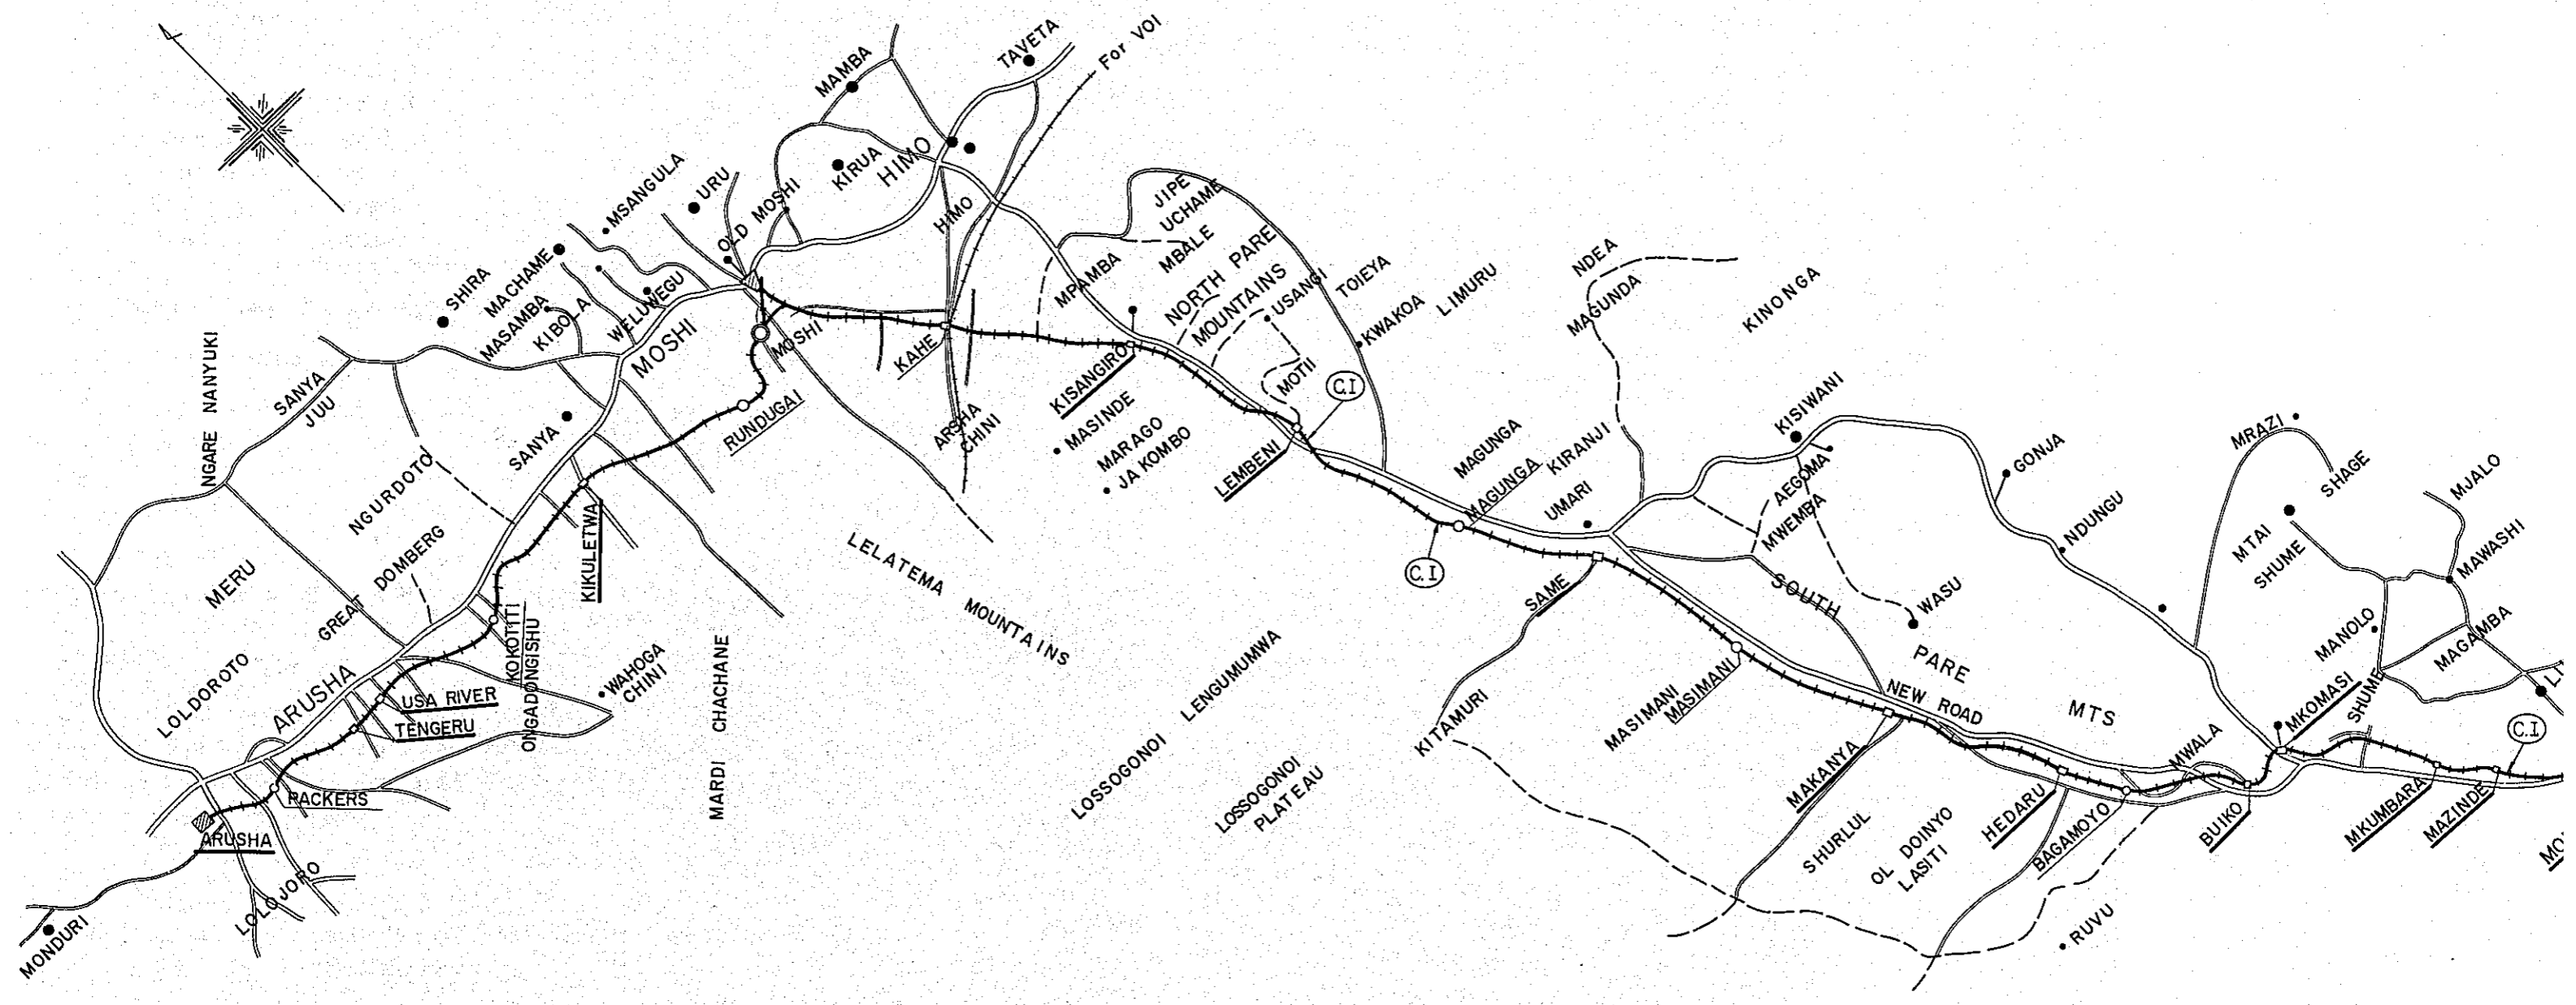 For VOI
TAVETA
MAMBA
KIRUA
HIMO
MSANGULA
URU
OLD MOSHI
HIMO
JIPE
UCHAME
MBALE
NORTH PARE
MOUNTAINS
MPAMBA
USANGI
TOIEYA
KWAKOA
LIMURU
NDEA
MAGUNDA
KINONGA
SHIRA
MACHAME
MASAMBA
KIBOLA
WELUWEGU
MOSHI
MOSHI
KAHE
KISANGIRO
MASINDE
MARAGO
JA KOMBO
MOTII
C.I
LEMBENI
ARSHA
CHINI
NGARE NANYUKI
SANYA
JUU
SANYA
RUNDUGAI
NGURDOTO
KIKULETWA
MAGUNGA
MAGUNGA
KIRANJI
UMARI
C.I
KISIWANI
AEGOMA
MWEMBA
GONJA
NDUNGU
MRAZI
SHAGE
MTAI
SHUME
MJALO
MAWASHI
MERU
GREAT DOMBERG
LELATEMA MOUNTAINS
SAME
SOUTH
PARE
MTS
WASU
MANOLO
MAGAMBA
LOLDOROTO
ARUSHA
KOKOTITI
ONGADONGISHU
USA RIVER
TENGERU
WAHOGA
CHINI
MARDI CHACHANE
LOSSOGONOI LENGUMUMWA
LOSSOGONOI
PLATEAU
KITAMURI
MASIMANI
MASIMANI
NEW ROAD
MWALA
MKOMASI
SHUME
C.I
PACKERS
ARUSHA
LOLOJORO
MONDURI
MAKANYA
SHURLUL
OL DOINYO
LASITI
HEDARU
BAGAMOYO
RUVU
BUIKO
MKUMBARA
MAZINDE